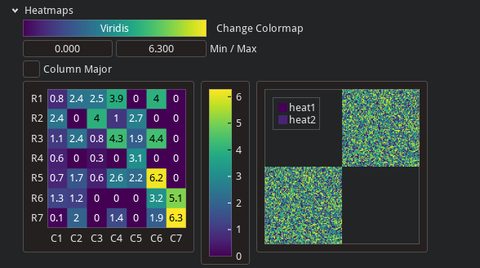 Heatmaps
Viridis Change Colormap
0.000 6.300 Min / Max
Column Major
R1 0.8 2.4 2.5 3.9 0 4 0
R2 2.4 0 4 1 2.7 0 0
R3 1.1 2.4 0.8 4.3 1.9 4.4 0
R4 0.6 0 0.3 0 3.1 0 0
R5 0.7 1.7 0.6 2.6 2.2 6.2 0
R6 1.3 1.2 0 0 0 3.2 5.1
R7 0.1 2 0 1.4 0 1.9 6.3
C1 C2 C3 C4 C5 C6 C7
6
5
4
3
2
1
0
heat1
heat2